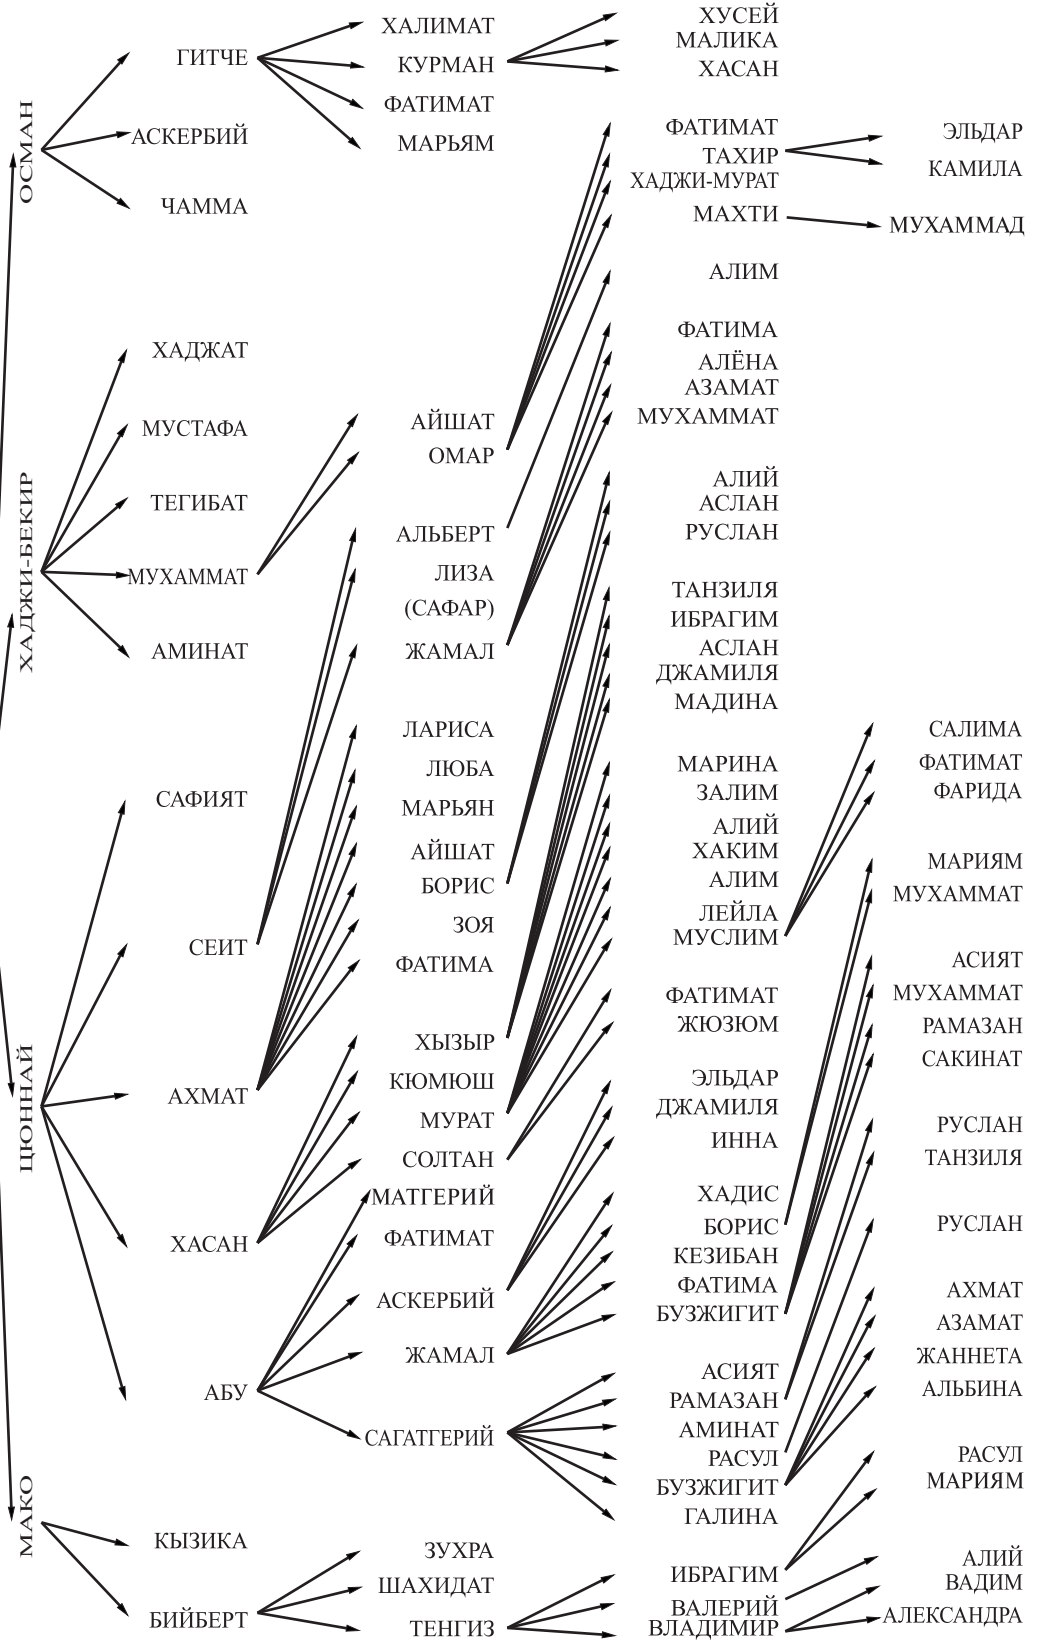 ОСМАН
ХАДЖИ-БЕКИР
ЦЮННАЙ
МАКО
ГИТЧЕ
АСКЕРБИЙ
ЧАММА
ХАДЖАТ
МУСТАФА
ТЕГИБАТ
МУХАММАТ
АМИНАТ
САФИЯТ
СЕИТ
АХМАТ
ХАСАН
АБУ
КЫЗИКА
БИЙБЕРТ
ХАЛИМАТ
КУРМАН
ФАТИМАТ
МАРЬЯМ
АЙШАТ
ОМАР
АЛЬБЕРТ
ЛИЗА
(САФАР)
ЖАМАЛ
ЛАРИСА
ЛЮБА
МАРЬЯН
АЙШАТ
БОРИС
ЗОЯ
ФАТИМА
ХЫЗЫР
КЮМЮШ
МУРАТ
СОЛТАН
МАТГЕРИЙ
ФАТИМАТ
АСКЕРБИЙ
ЖАМАЛ
САГАТГЕРИЙ
ЗУХРА
ШАХИДАТ
ТЕНГИЗ
ХУСЕЙ
МАЛИКА
ХАСАН
ФАТИМАТ
ТАХИР
ХАДЖИ-МУРАТ
МАХТИ
АЛИМ
ФАТИМА
АЛЁНА
АЗАМАТ
МУХАММАТ
АЛИЙ
АСЛАН
РУСЛАН
ТАНЗИЛЯ
ИБРАГИМ
АСЛАН
ДЖАМИЛЯ
МАДИНА
МАРИНА
ЗАЛИМ
АЛИЙ
ХАКИМ
АЛИМ
ЛЕЙЛА
МУСЛИМ
ФАТИМАТ
ЖЮЗЮМ
ЭЛЬДАР
ДЖАМИЛЯ
ИННА
ХАДИС
БОРИС
КЕЗИБАН
ФАТИМА
БУЗЖИГИТ
АСИЯТ
РАМАЗАН
АМИНАТ
РАСУЛ
БУЗЖИГИТ
ГАЛИНА
ИБРАГИМ
ВАЛЕРИЙ
ВЛАДИМИР
ЭЛЬДАР
КАМИЛА
МУХАММАД
САЛИМА
ФАТИМАТ
ФАРИДА
МАРИЯМ
МУХАММАТ
АСИЯТ
МУХАММАТ
РАМАЗАН
САКИНАТ
РУСЛАН
ТАНЗИЛЯ
РУСЛАН
АХМАТ
АЗАМАТ
ЖАННЕТА
АЛЬБИНА
РАСУЛ
МАРИЯМ
АЛИЙ
ВАДИМ
АЛЕКСАНДРА